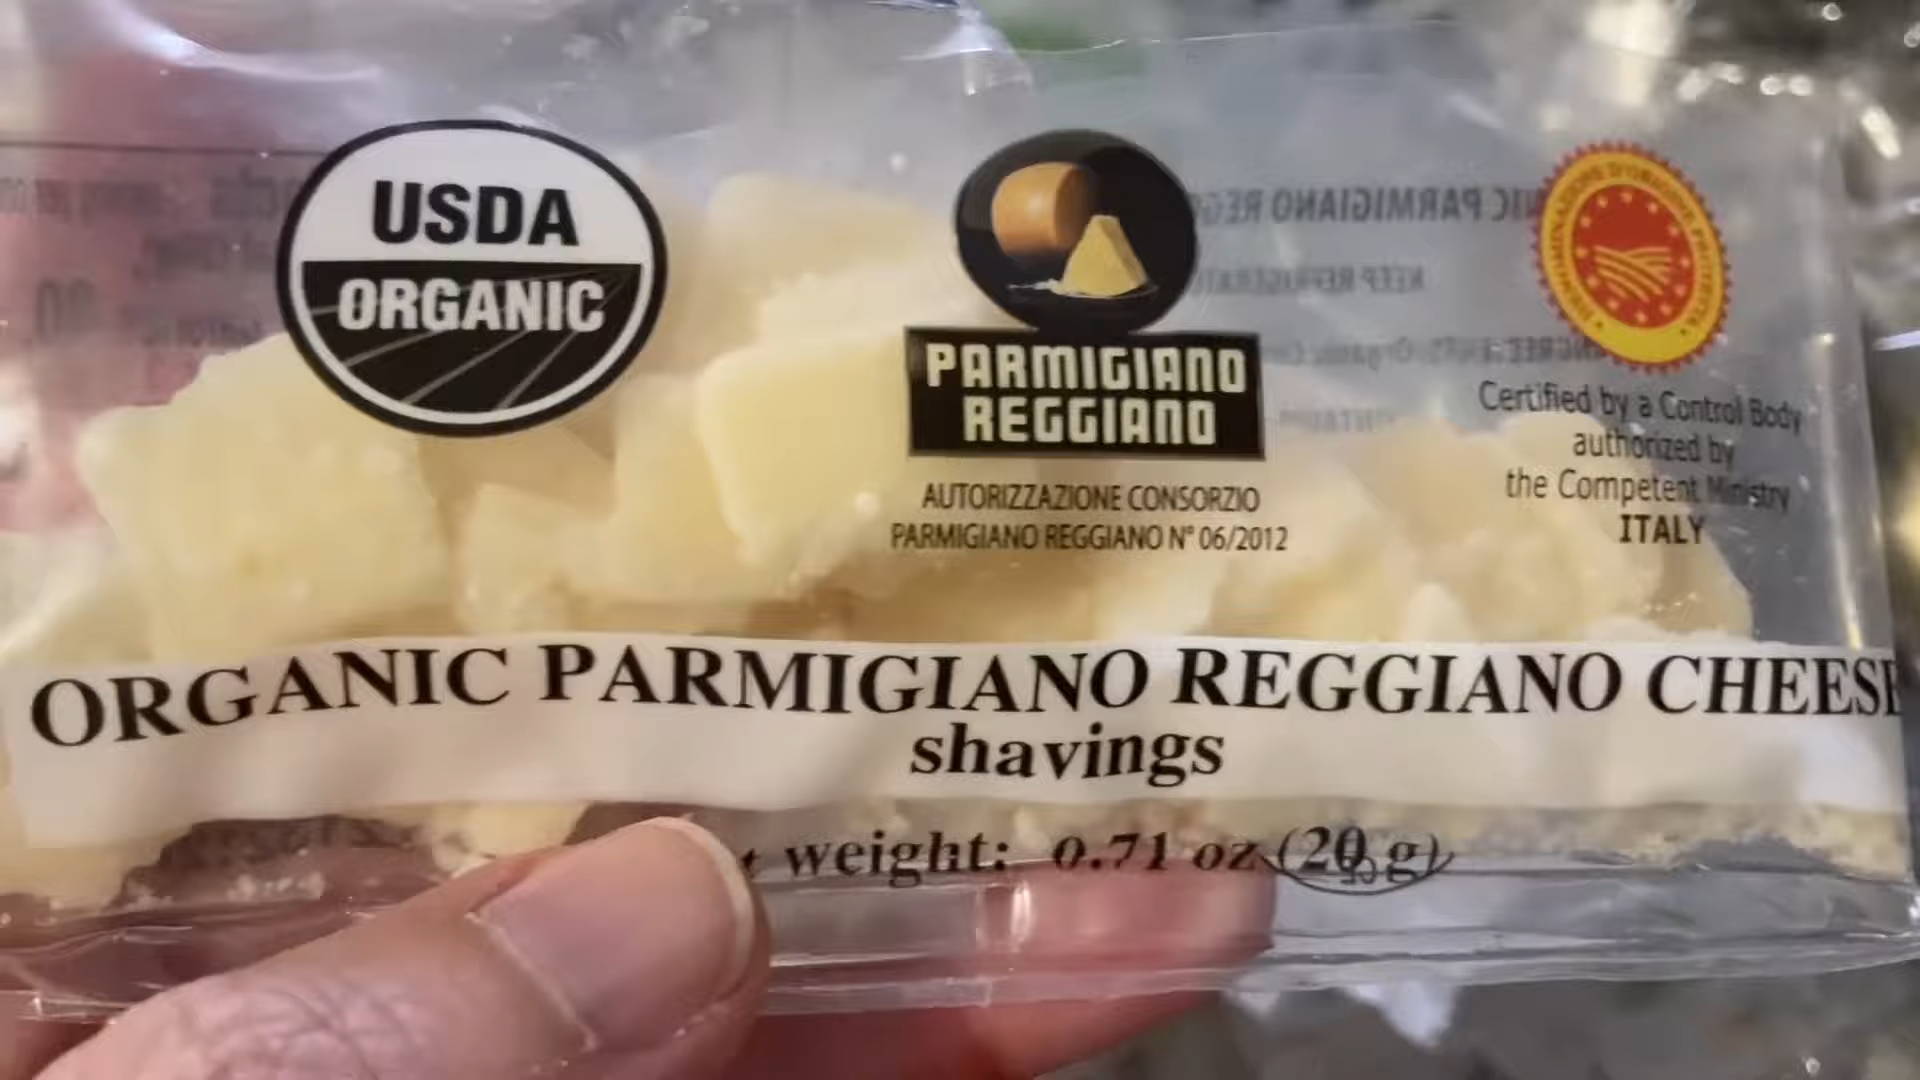 USDA
ORGANIC
PARMIGIANO
REGGIANO
AUTORIZZAZIONE CONSORZIO
PARMIGIANO REGGIANO N° 06/2012
Certified by a Control Body
authorized by
the Competent Ministry
ITALY
ORGANIC PARMIGIANO REGGIANO CHEESE
shavings
weight: 0.71 oz (20 g)
KEEP